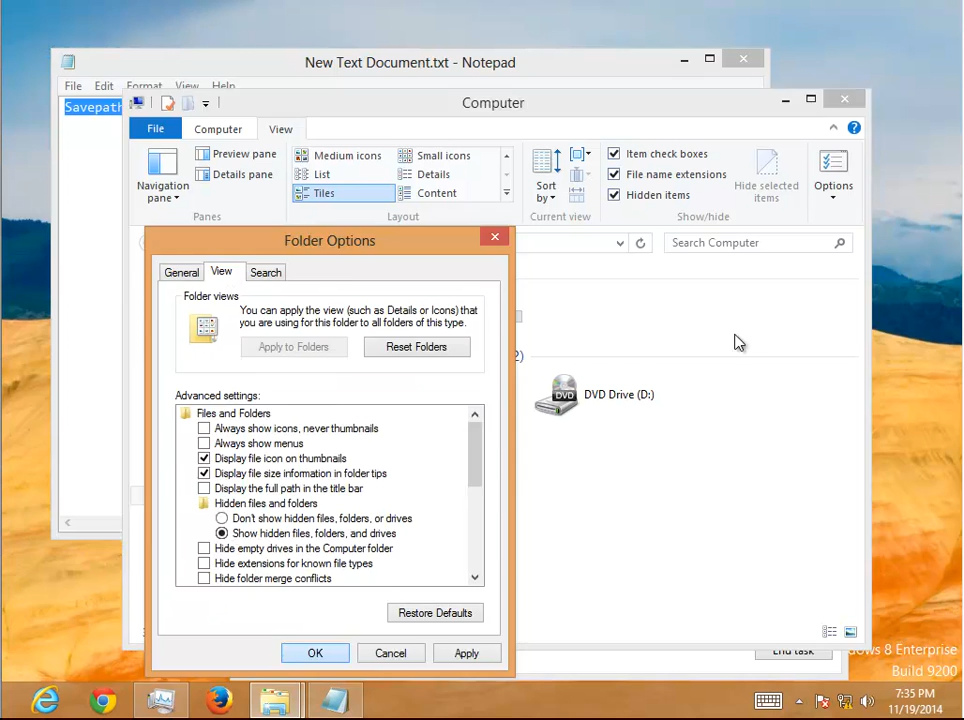 New Text Document.txt - Notepad
File Edit Format View Help
Savepath
Computer
File Computer View
Preview pane
Details pane
Navigation pane
Panes
Medium icons Small icons
List Details
Tiles Content
Layout
Sort by
Current view
Item check boxes
File name extensions
Hidden items
Hide selected items
Show/hide
Options
Search Computer
Folder Options
General View Search
Folder views
You can apply the view (such as Details or Icons) that
you are using for this folder to all folders of this type.
Apply to Folders Reset Folders
Advanced settings:
Files and Folders
Always show icons, never thumbnails
Always show menus
Display file icon on thumbnails
Display file size information in folder tips
Display the full path in the title bar
Hidden files and folders
Don't show hidden files, folders, or drives
Show hidden files, folders, and drives
Hide empty drives in the Computer folder
Hide extensions for known file types
Hide folder merge conflicts
Restore Defaults
OK Cancel Apply
2)
DVD
DVD Drive (D:)
End task
dows 8 Enterprise
Build 9200
7:35 PM
11/19/2014